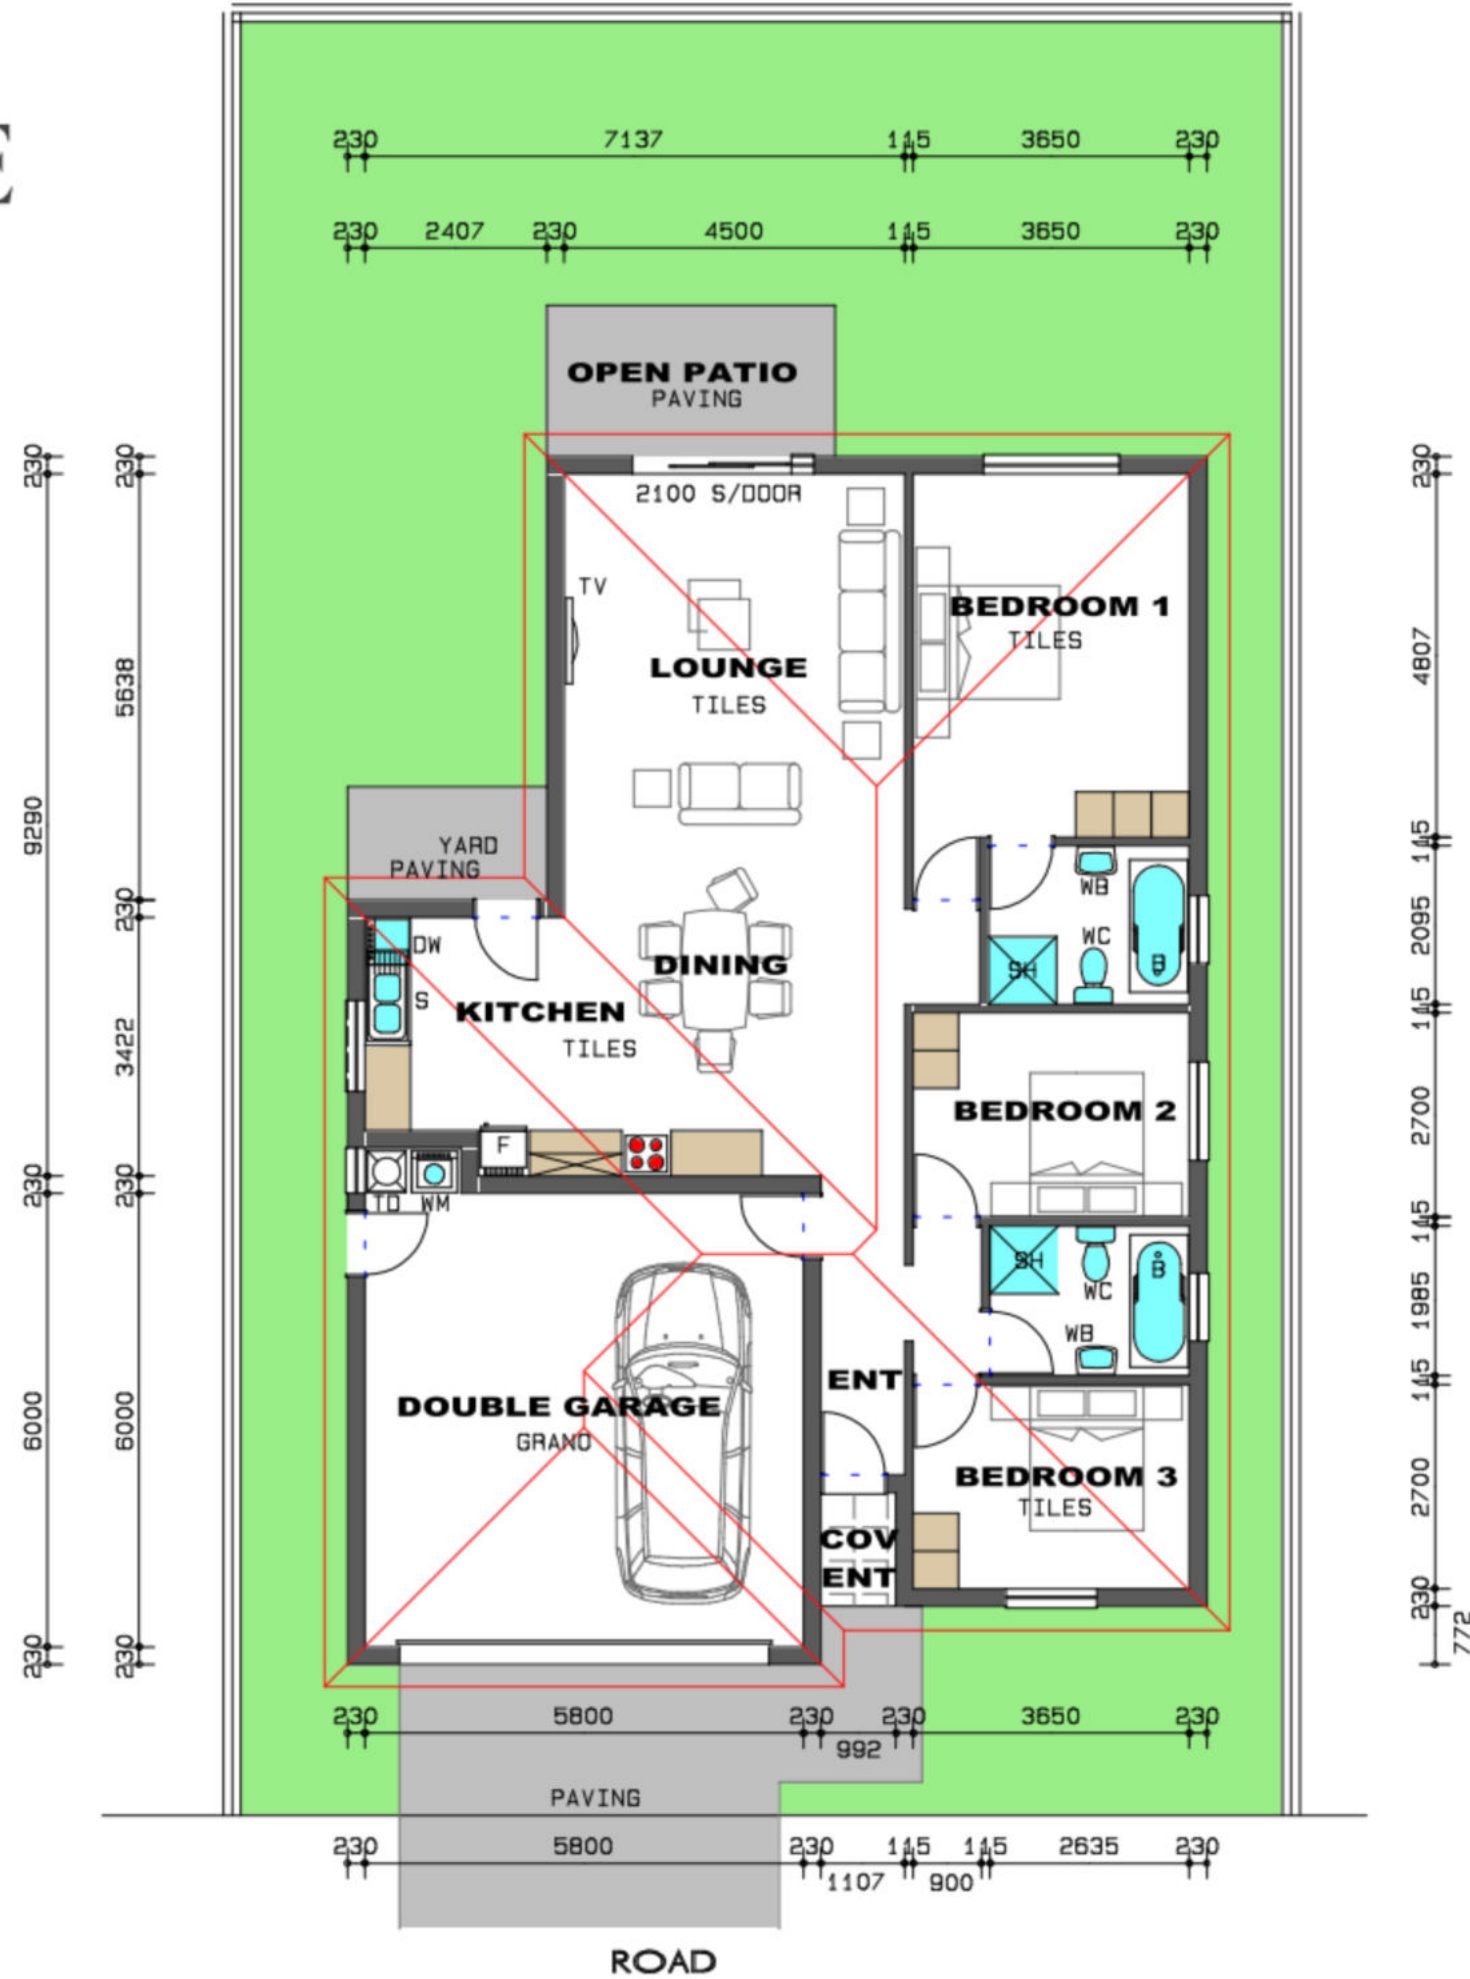 E
230 7137 115 3650 230
230 2407 230 4500 115 3650 230
OPEN PATIO
PAVING
2100 S/DOOR
TV
BEDROOM 1
TILES
LOUNGE
TILES
YARD
PAVING
WB
WC
SH
B
DW
S
DINING
KITCHEN
TILES
BEDROOM 2
F
TD WM
SH
B
WC
WB
ENT
DOUBLE GARAGE
GRANO
BEDROOM 3
TILES
COV
ENT
230 9290 230 6000 230
230 5638 230 3422 230 6000 230
230 4807 115 2095 115 2700 115 1985 115 2700 230 772
230 5800 230 992 230 3650 230
PAVING
230 5800 230 1107 115 900 115 2635 230
ROAD